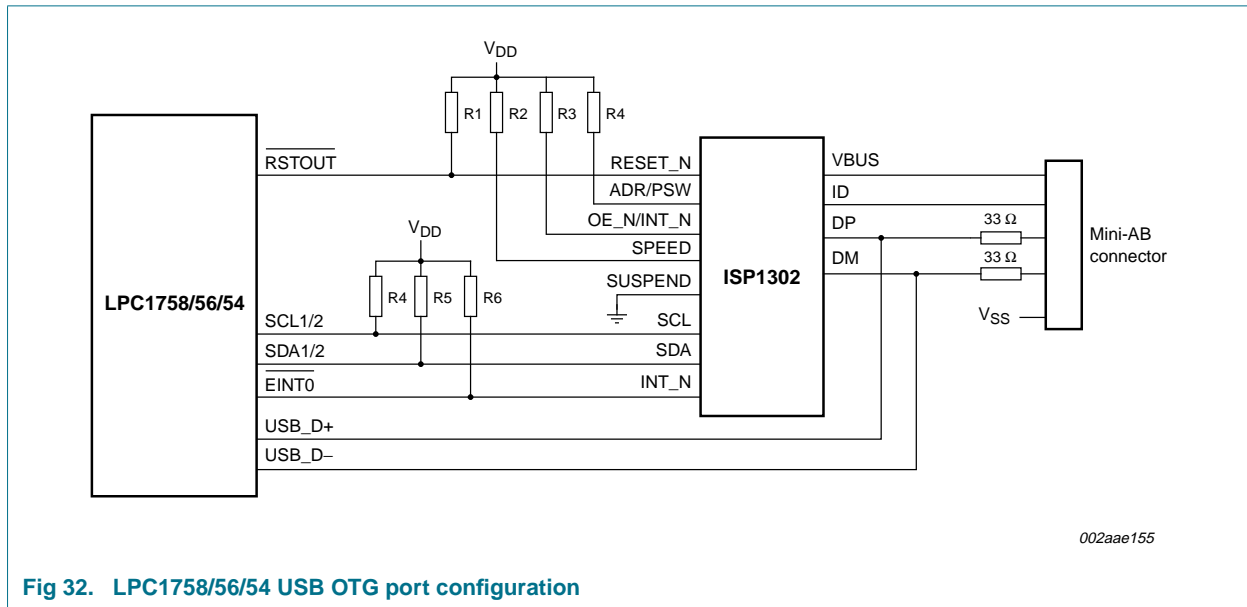 VDD
R1 R2 R3 R4
RSTOUT
RESET_N
VBUS
ADR/PSW
ID
OE_N/INT_N
DP
33 Ω
SPEED
DM
33 Ω
Mini-AB
connector
VDD
SUSPEND
ISP1302
LPC1758/56/54
R4 R5 R6
VSS
SCL1/2
SCL
SDA1/2
SDA
EINT0
INT_N
USB_D+
USB_D−
002aae155
Fig 32. LPC1758/56/54 USB OTG port configuration